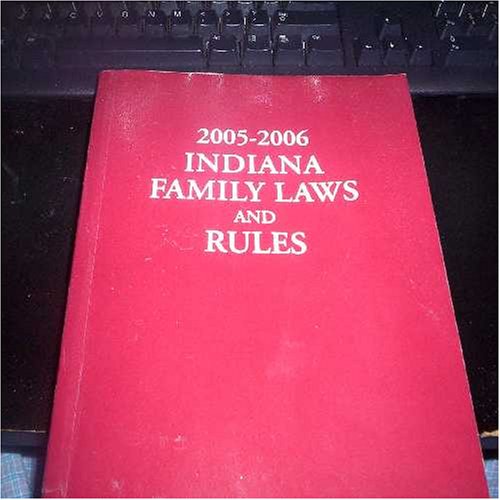 2005-2006
INDIANA
FAMILY LAWS
AND
RULES